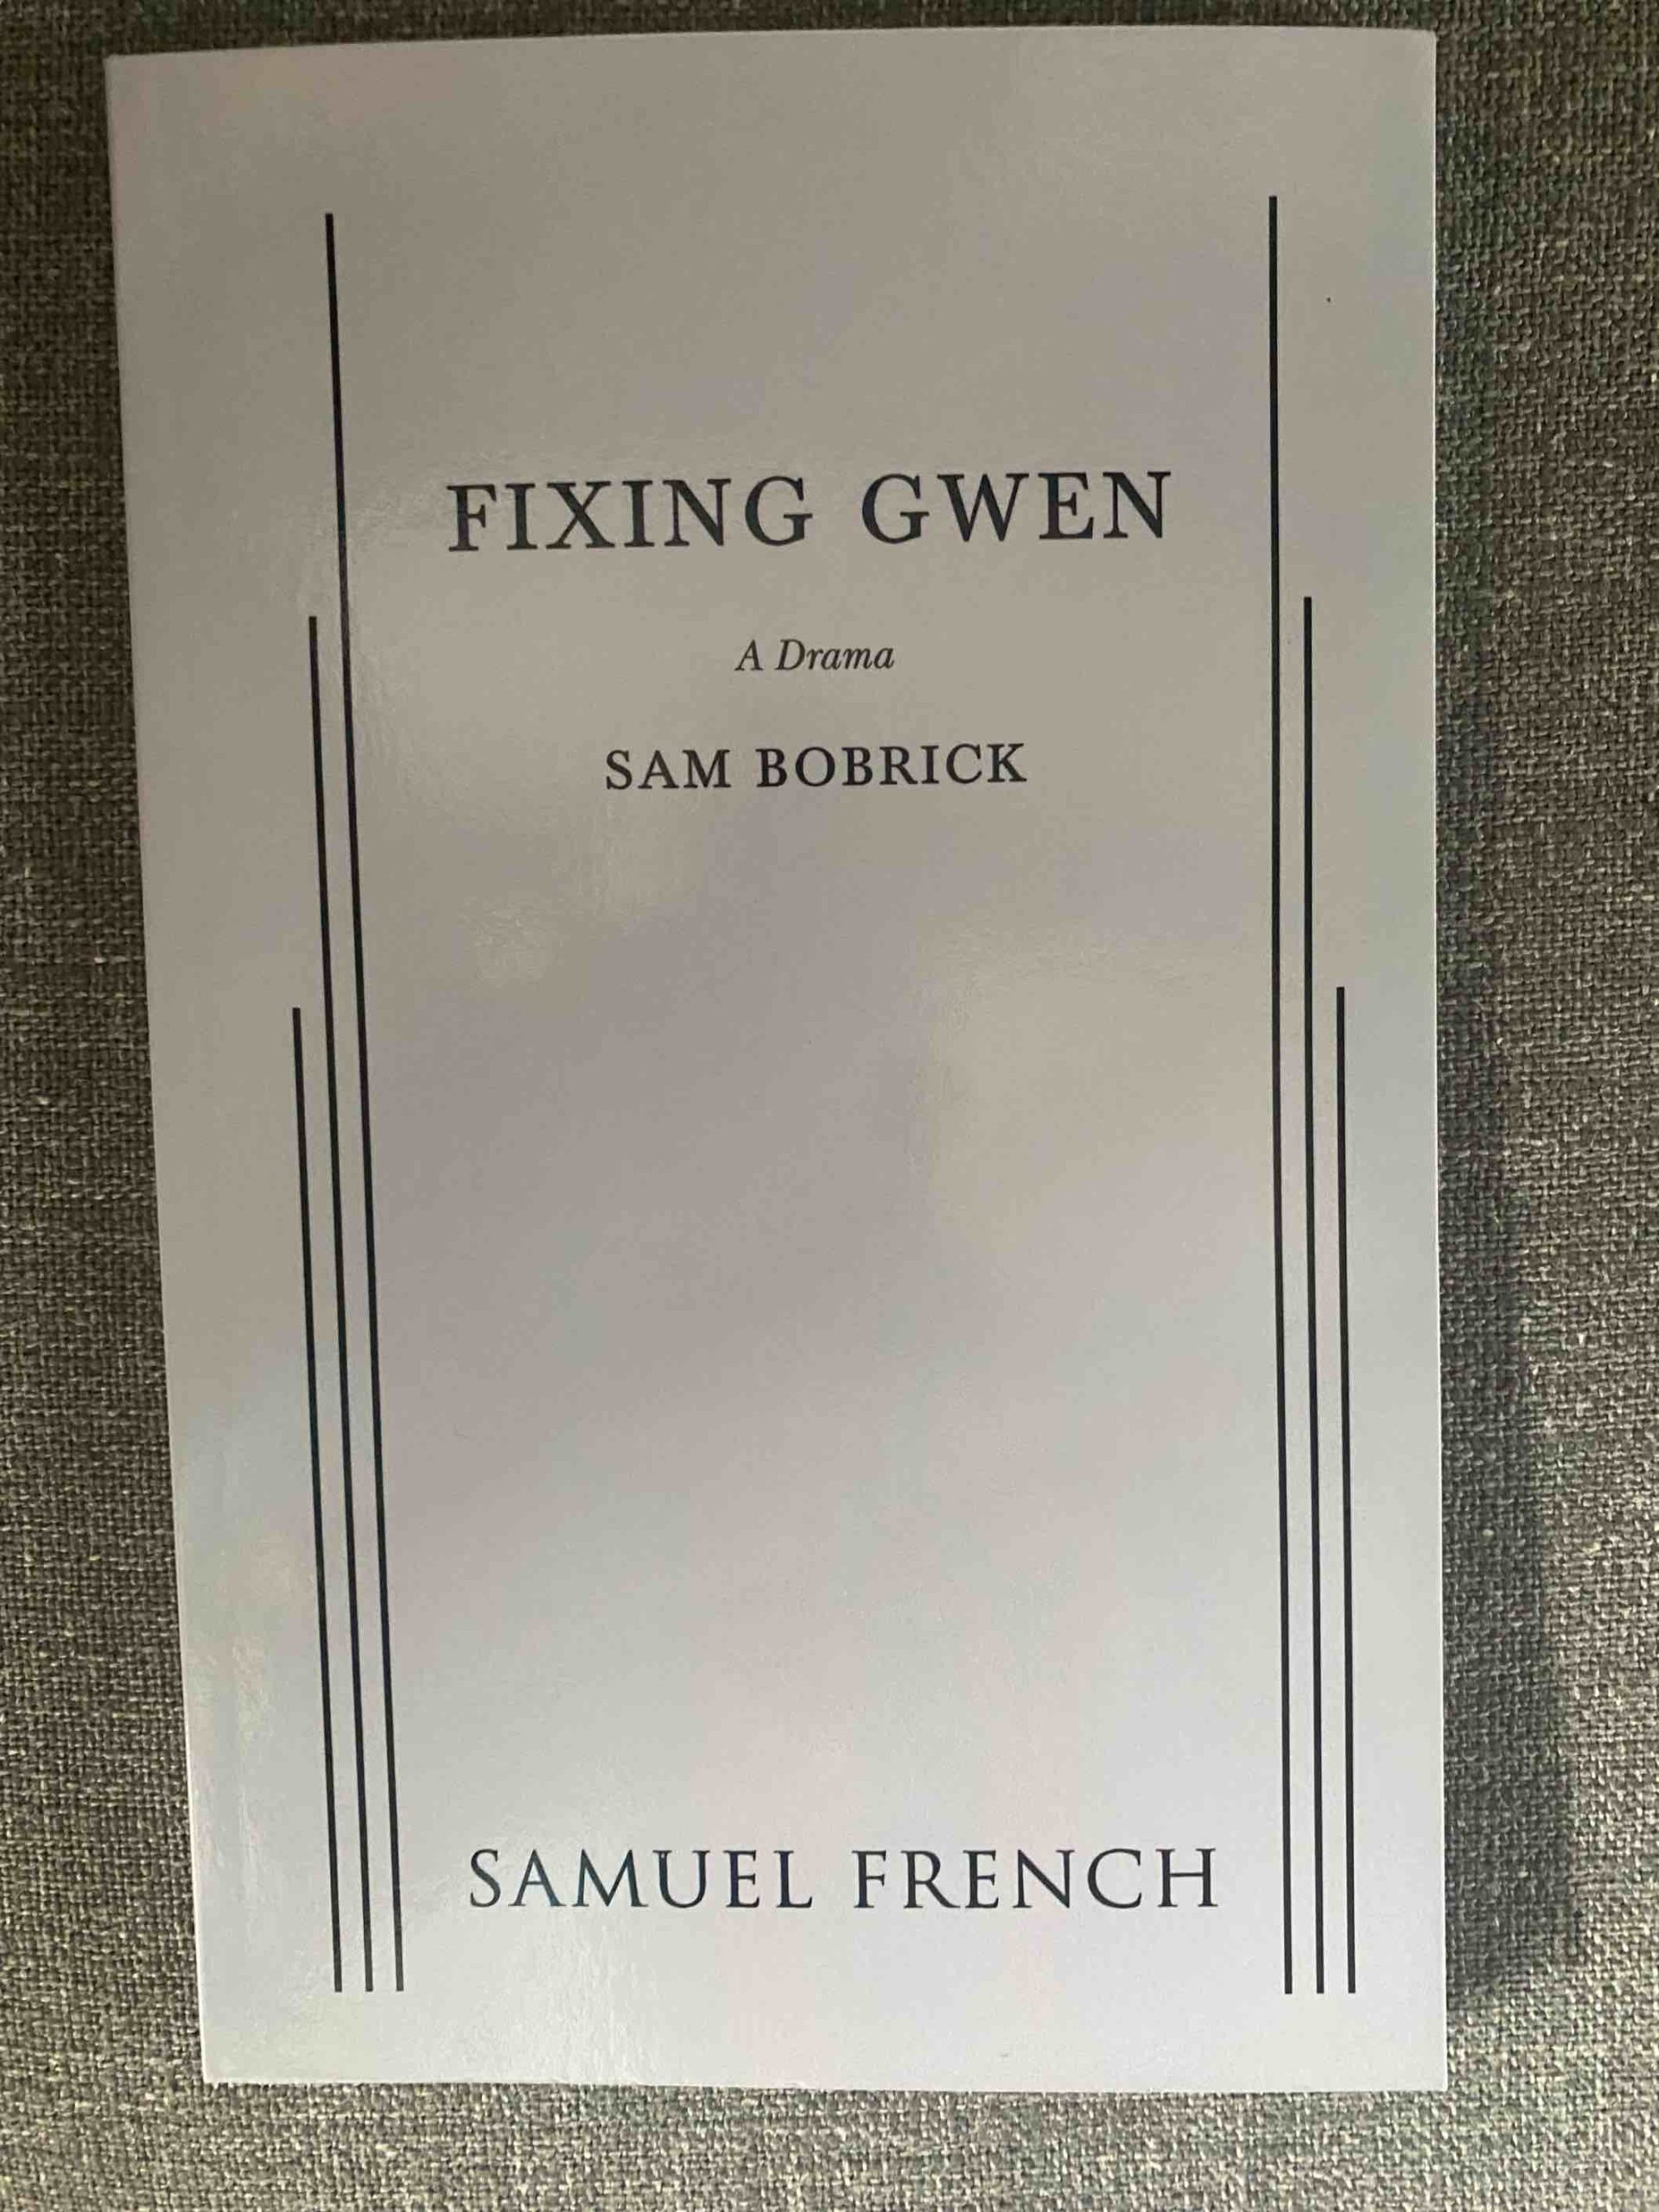 FIXING GWEN
A Drama
SAM BOBRICK
SAMUEL FRENCH